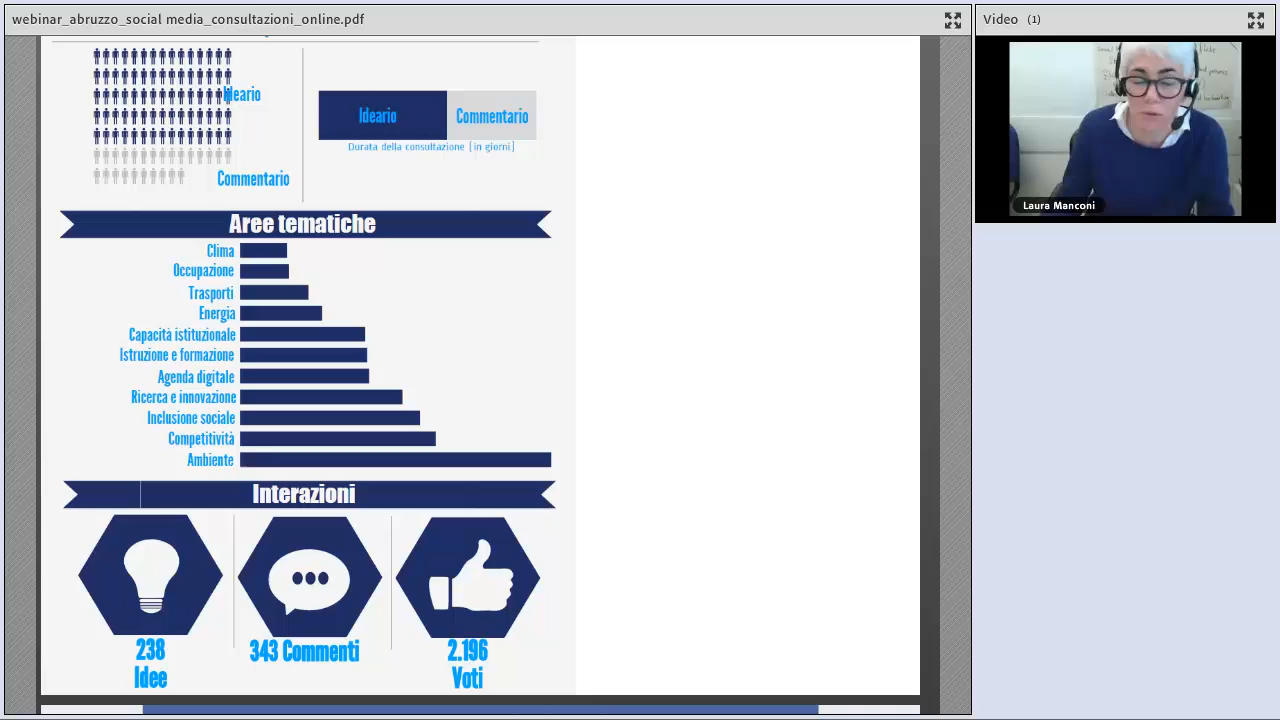 webinar_abruzzo_social media_consultazioni_online.pdf
Video (1)
Ideario
Commentario
Ideario
Commentario
Durata della consultazione (in giorni)
Aree tematiche
Clima
Occupazione
Trasporti
Energia
Capacità istituzionale
Istruzione e formazione
Agenda digitale
Ricerca e innovazione
Inclusione sociale
Competitività
Ambiente
Interazioni
238
Idee
343 Commenti
2.196
Voti
Laura Manconi